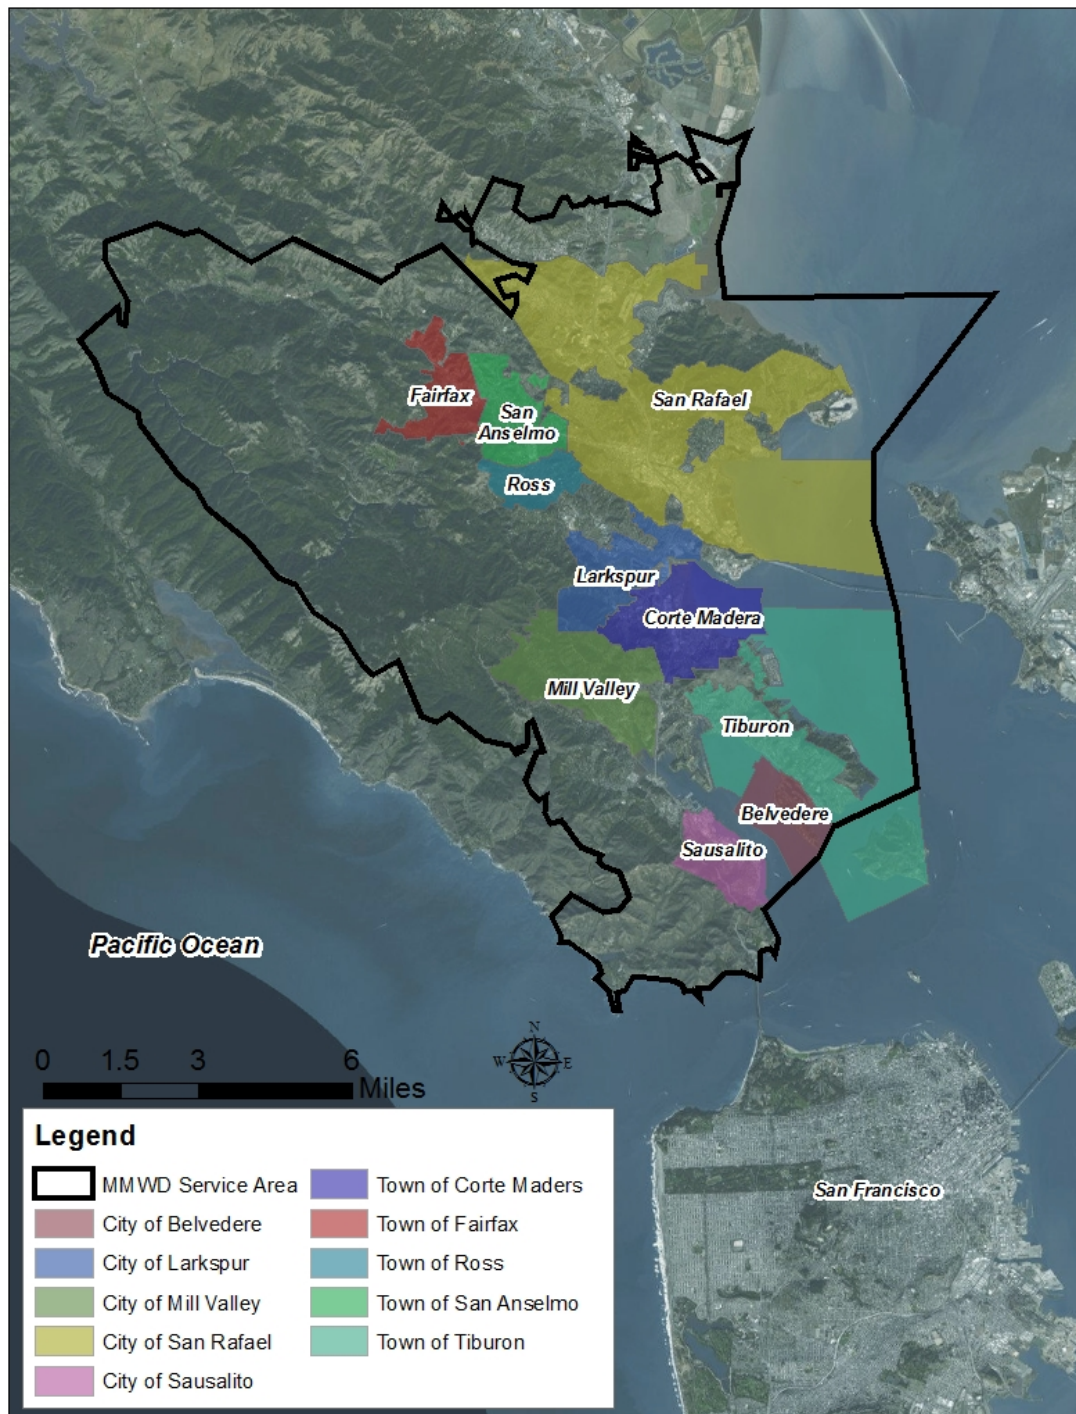 Fairfax
San
Anselmo
San Rafael
Ross
Larkspur
Corte Madera
Mill Valley
Tiburon
Belvedere
Sausalito
Pacific Ocean
N
W E
S
0 1.5 3 6
Miles
Legend
MMWD Service Area
City of Belvedere
City of Larkspur
City of Mill Valley
City of San Rafael
City of Sausalito
Town of Corte Maders
Town of Fairfax
Town of Ross
Town of San Anselmo
Town of Tiburon
San Francisco